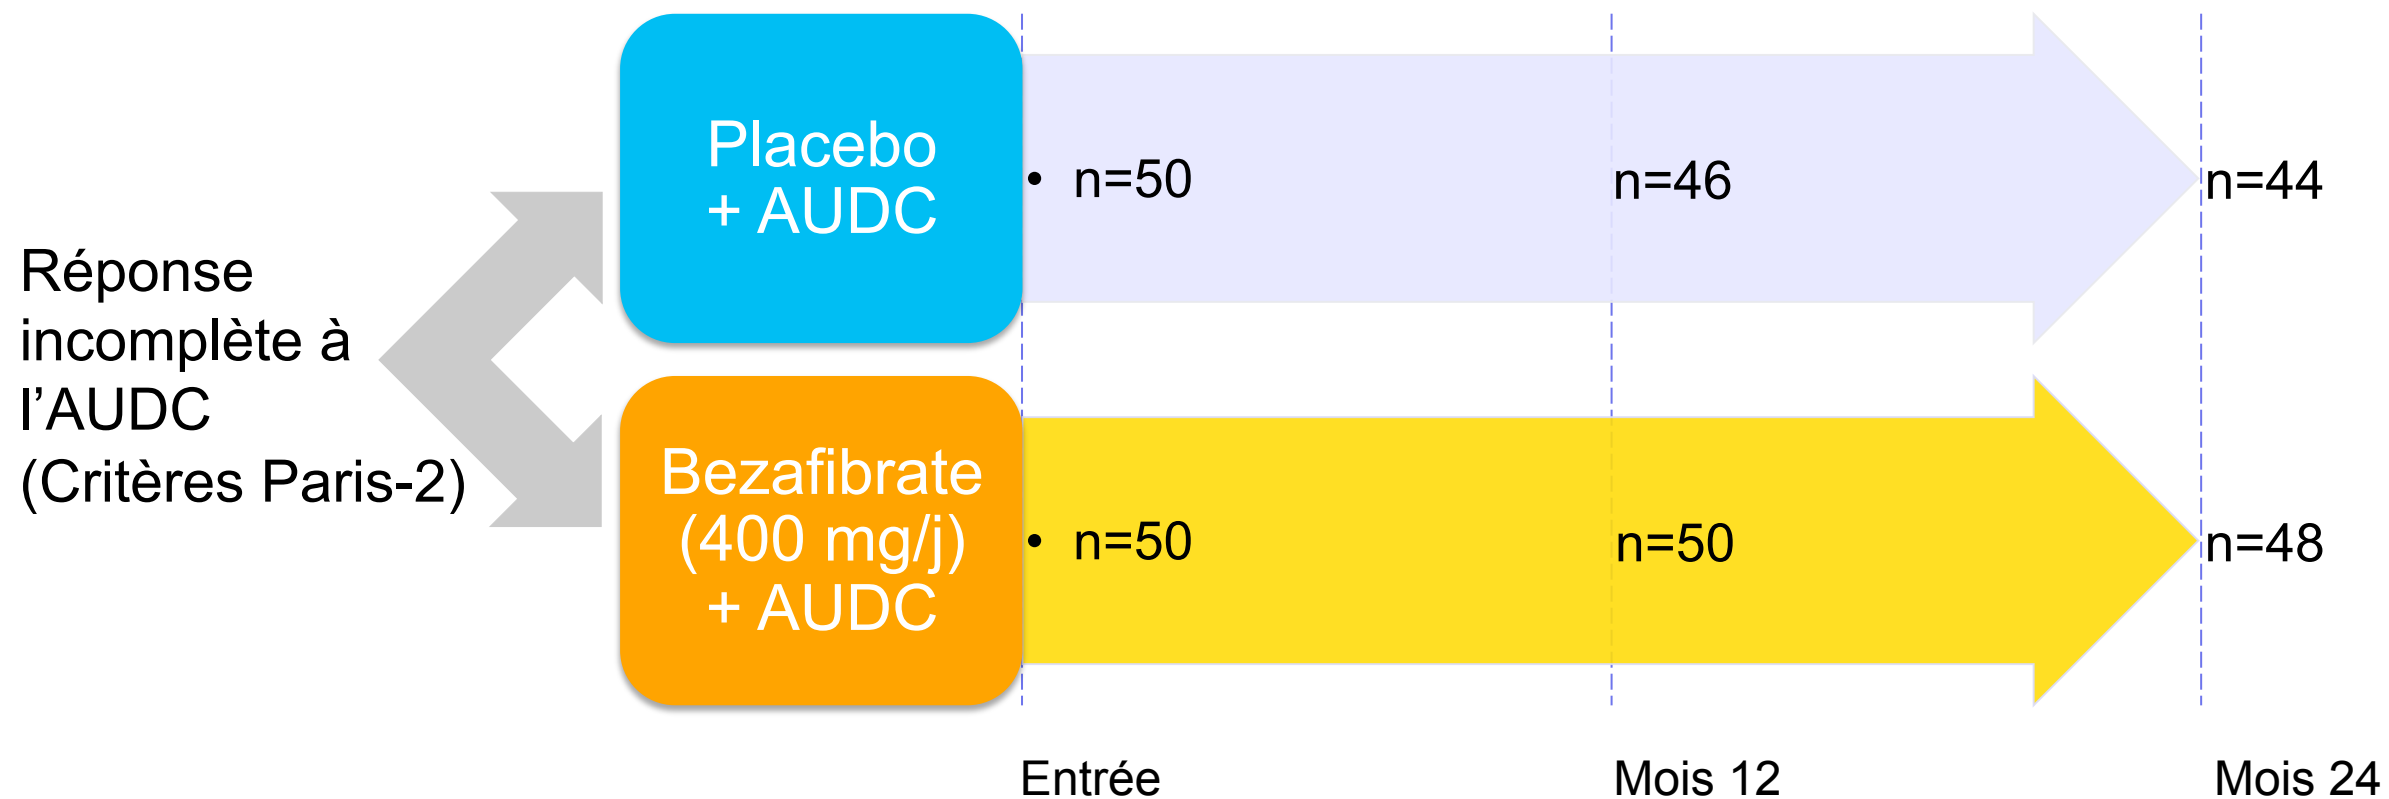 Réponse
incomplète à
l’AUDC
(Critères Paris-2)
Placebo
+ AUDC
• n=50
n=46
n=44
Bezafibrate
(400 mg/j)
+ AUDC
• n=50
n=50
n=48
Entrée
Mois 12
Mois 24